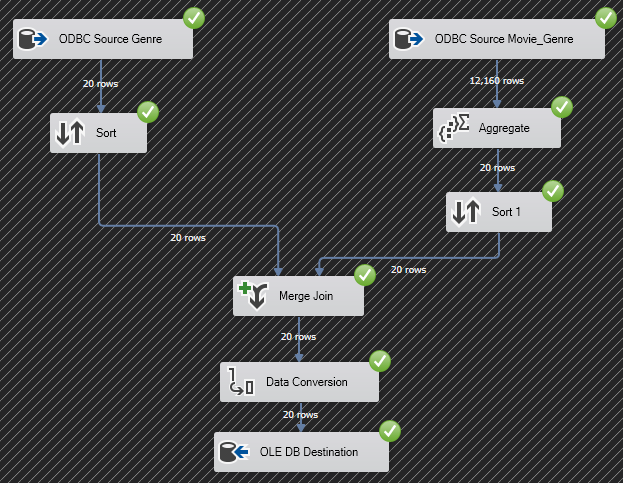 ODBC Source Genre
ODBC Source Movie_Genre
20 rows
12,160 rows
Sort
Aggregate
20 rows
Sort 1
20 rows
20 rows
Merge Join
20 rows
Data Conversion
20 rows
OLE DB Destination